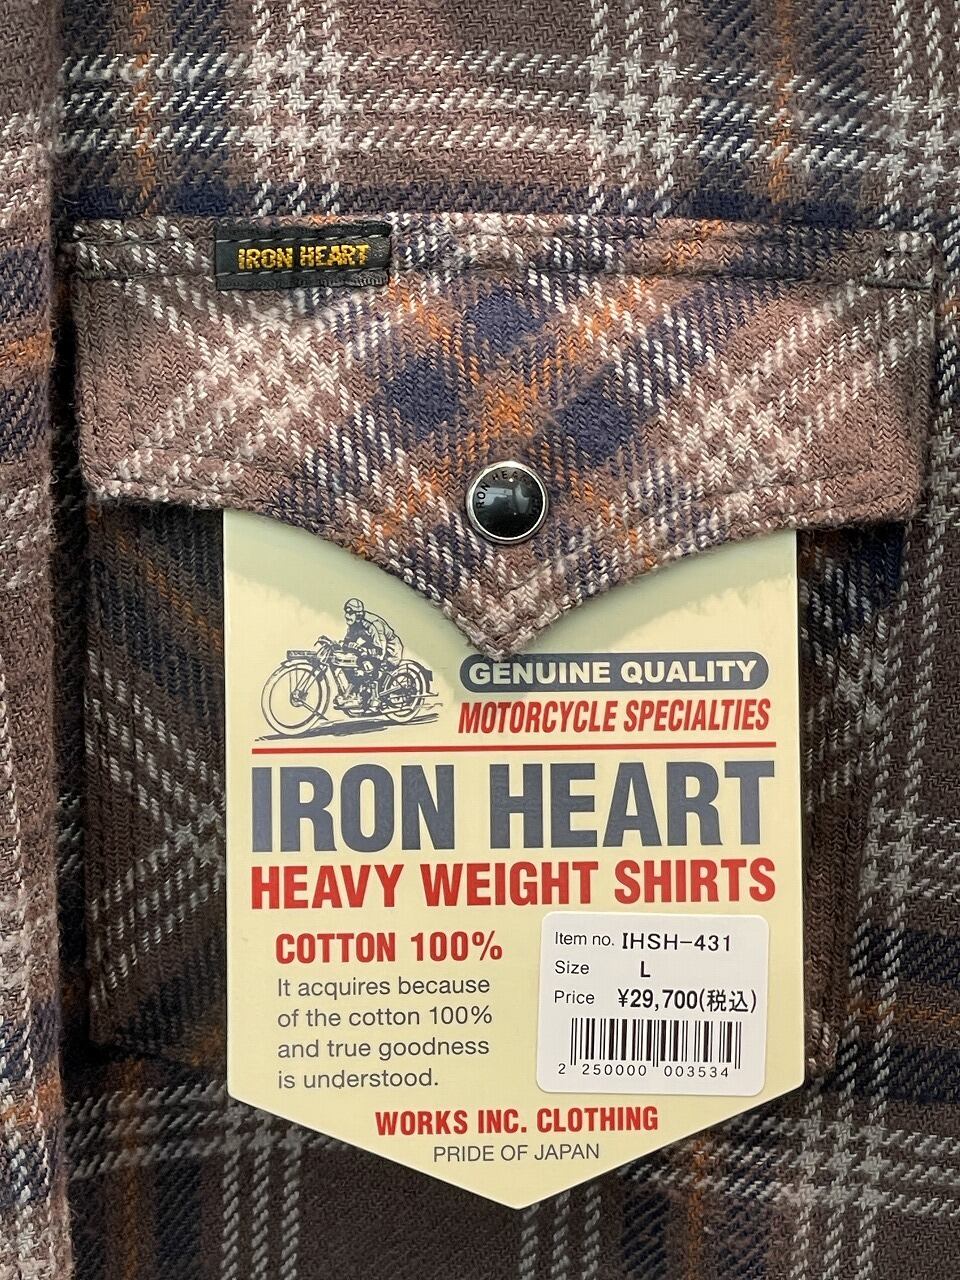 IRON HEART
IRON HEART
GENUINE QUALITY
MOTORCYCLE SPECIALTIES
IRON HEART
HEAVY WEIGHT SHIRTS
COTTON 100%
It acquires because
of the cotton 100%
and true goodness
is understood.
Item no. IHSH-431
Size L
Price ¥29,700(税込)
2 250000 003534
WORKS INC. CLOTHING
PRIDE OF JAPAN